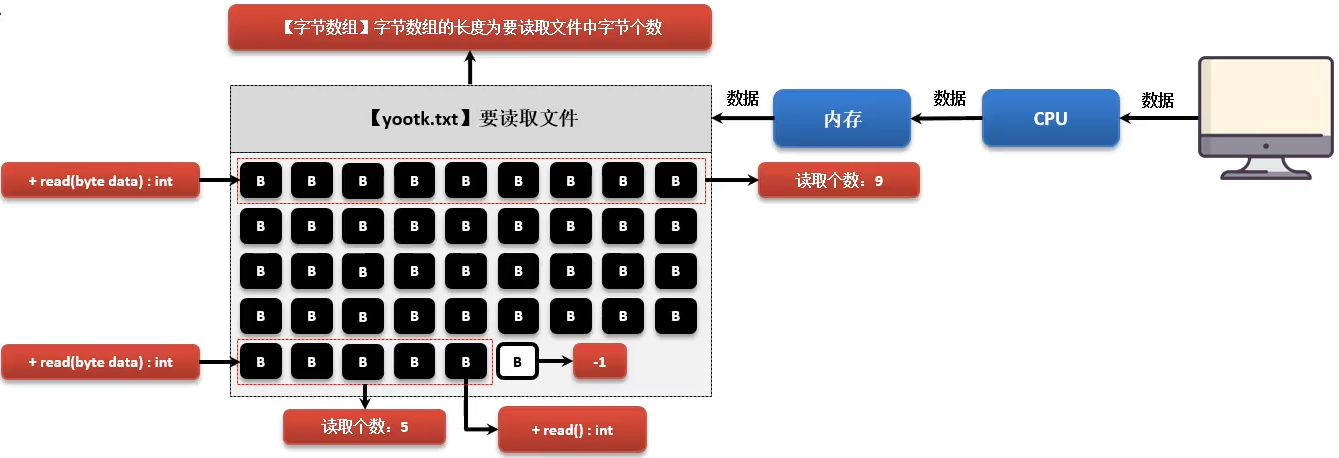 【字节数组】字节数组的长度为要读取文件中字节个数
【yootk.txt】要读取文件
数据
内存
数据
CPU
数据
+ read(byte data) : int
B B B B B B B B B
读取个数：9
B B B B B B B B B
B B B B B B B B B
B B B B B B B B B
+ read(byte data) : int
B B B B B B
-1
读取个数：5
+ read() : int